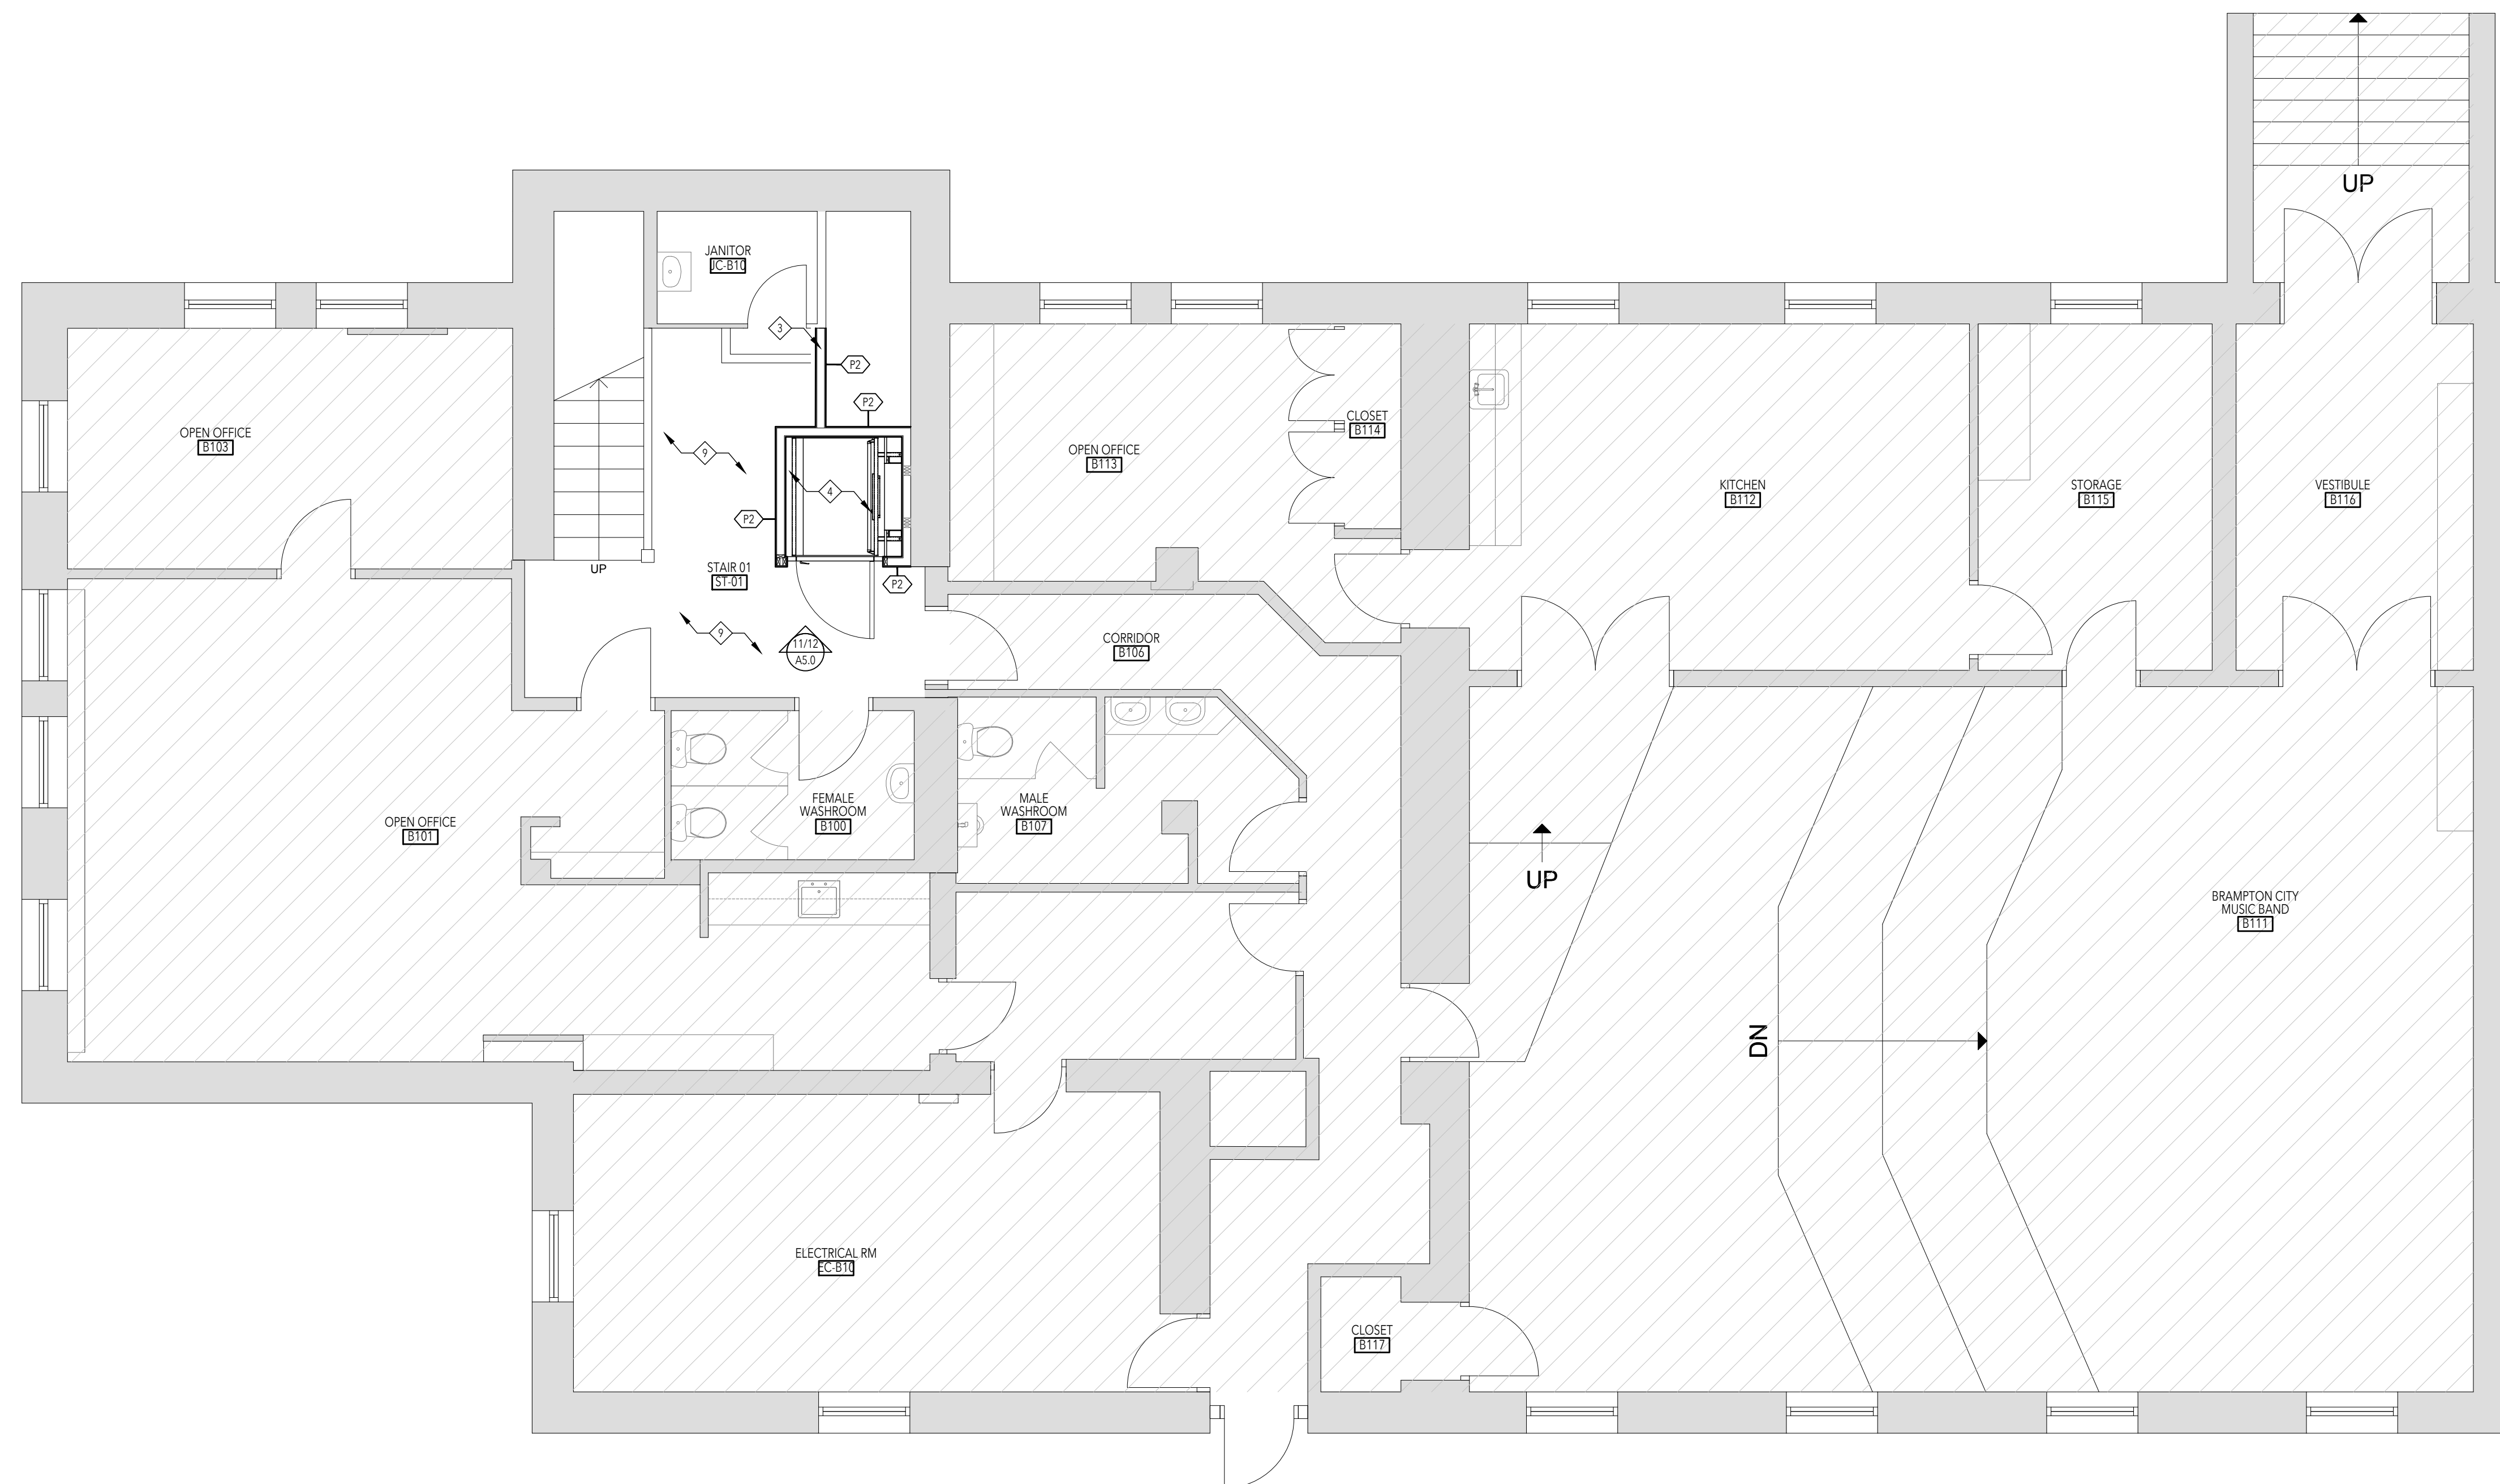 UP
JANITOR
JC-B10
3
P2
P2
CLOSET
B114
OPEN OFFICE
B103
OPEN OFFICE
B113
9
4
KITCHEN
B112
STORAGE
B115
VESTIBULE
B116
P2
UP
STAIR 01
ST-01
P2
9
11/12
A5.0
CORRIDOR
B106
OPEN OFFICE
B101
FEMALE
WASHROOM
B100
MALE
WASHROOM
B107
UP
BRAMPTON CITY
MUSIC BAND
B111
DN
ELECTRICAL RM
EC-B10
CLOSET
B117